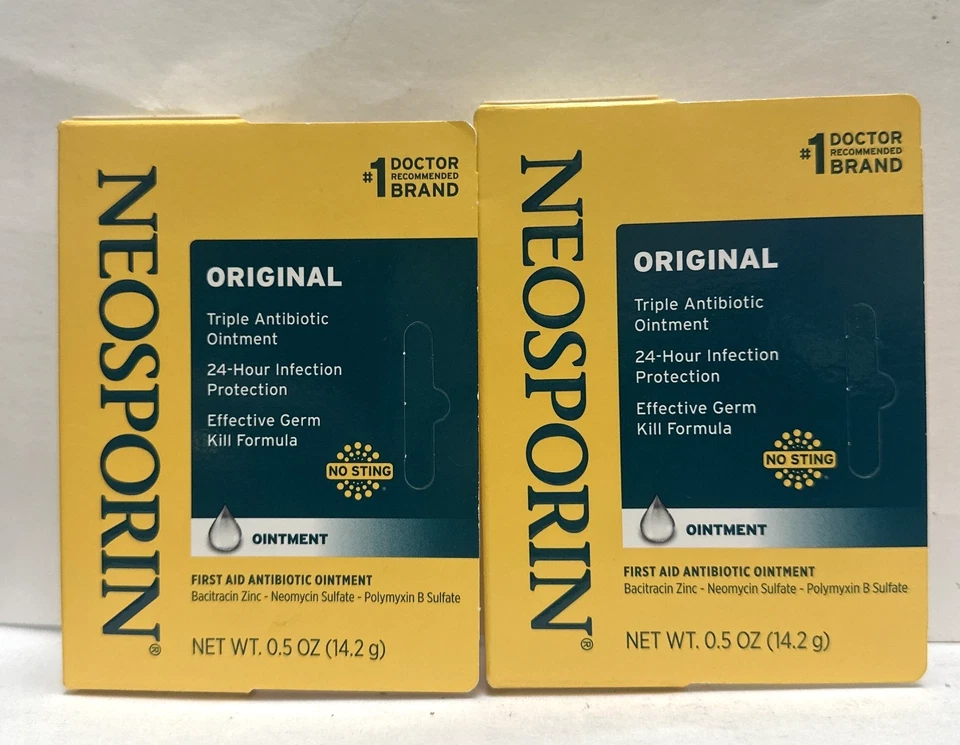 NEOSPORIN®
#1 DOCTOR
RECOMMENDED
BRAND
ORIGINAL
Triple Antibiotic
Ointment
24-Hour Infection
Protection
Effective Germ
Kill Formula
NO STING
OINTMENT
FIRST AID ANTIBIOTIC OINTMENT
Bacitracin Zinc - Neomycin Sulfate - Polymyxin B Sulfate
NET WT. 0.5 OZ (14.2 g)
NEOSPORIN®
#1 DOCTOR
RECOMMENDED
BRAND
ORIGINAL
Triple Antibiotic
Ointment
24-Hour Infection
Protection
Effective Germ
Kill Formula
NO STING
OINTMENT
FIRST AID ANTIBIOTIC OINTMENT
Bacitracin Zinc - Neomycin Sulfate - Polymyxin B Sulfate
NET WT. 0.5 OZ (14.2 g)